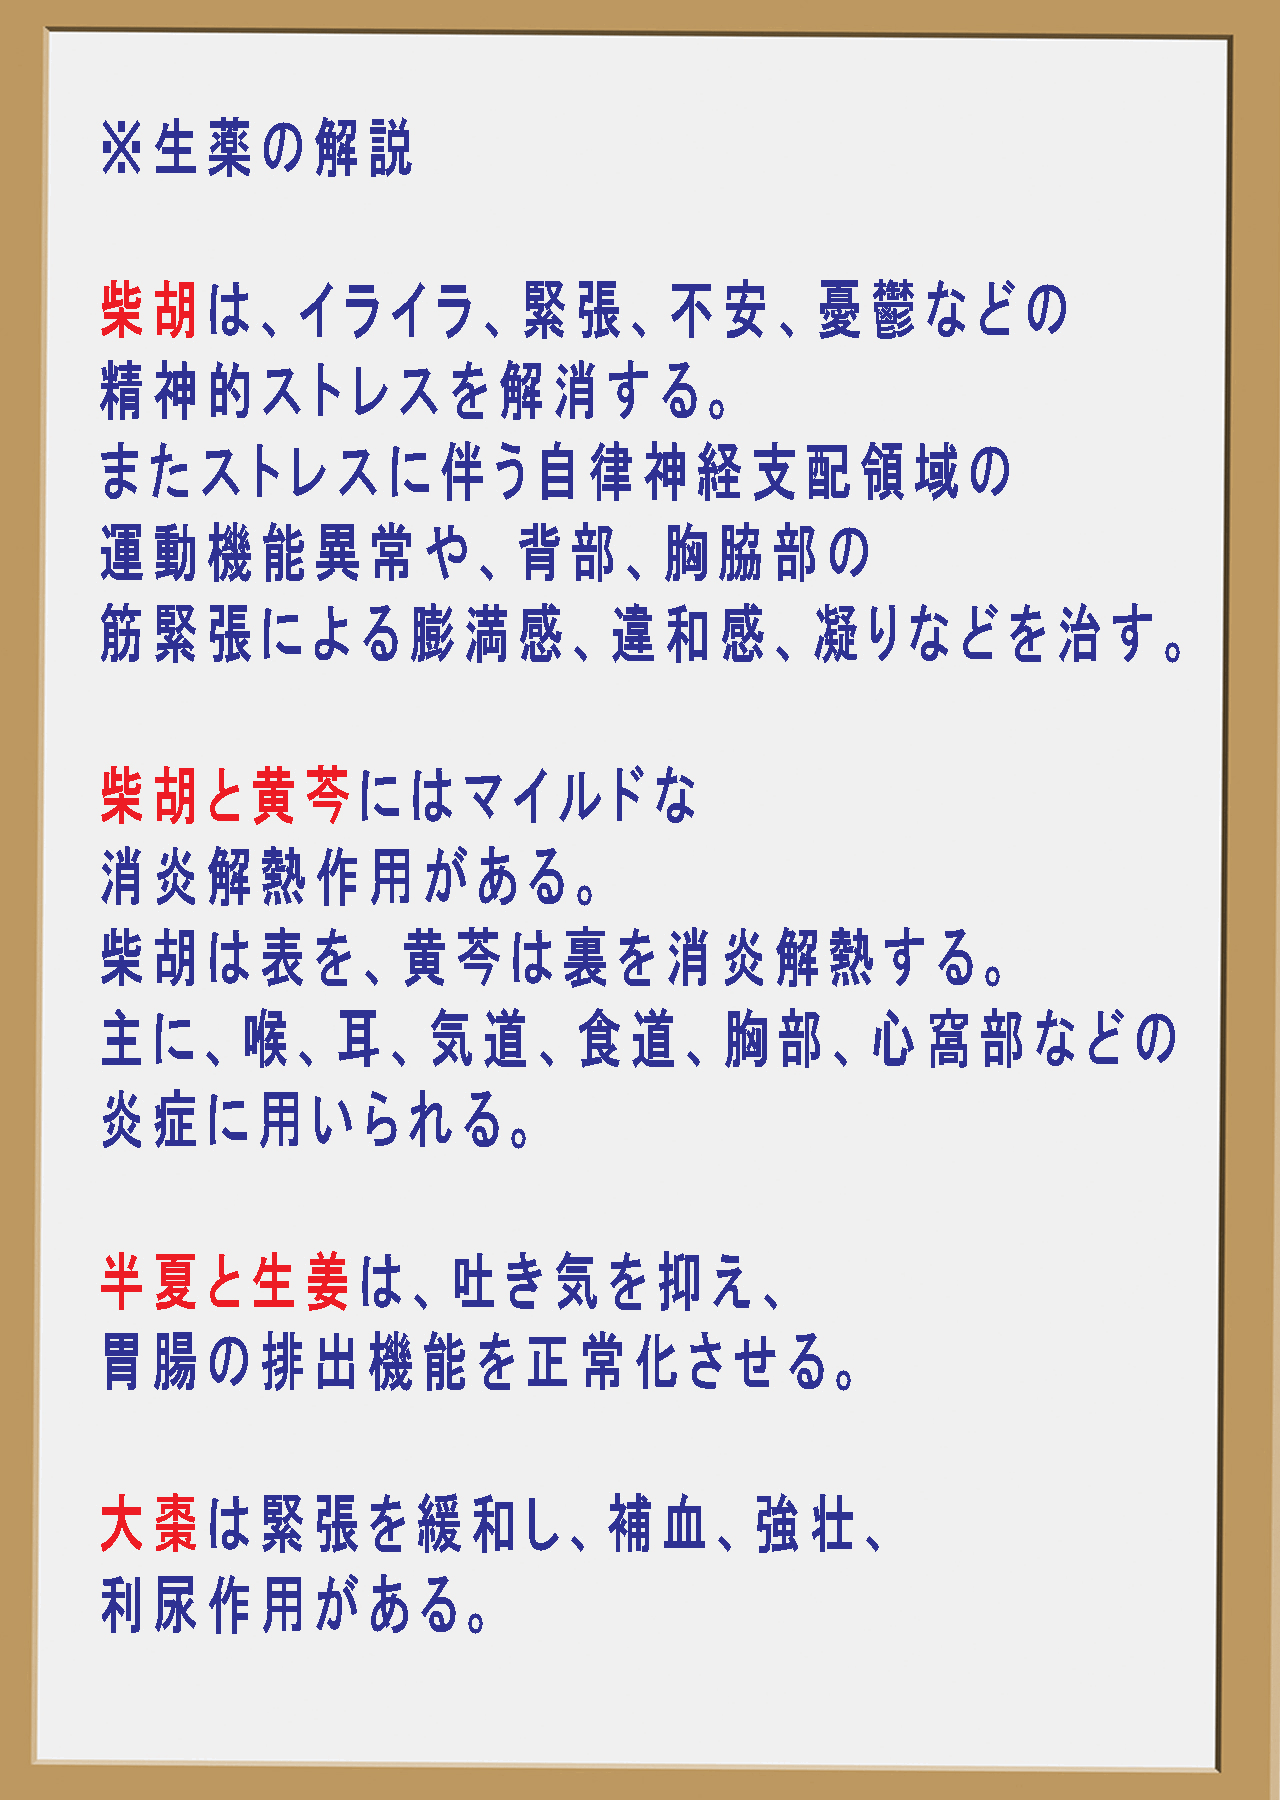 ※生薬の解説
柴胡は、イライラ、緊張、不安、憂鬱などの
精神的ストレスを解消する。
またストレスに伴う自律神経支配領域の
運動機能異常や、背部、胸脇部の
筋緊張による膨満感、違和感、凝りなどを治す。
柴胡と黄芩にはマイルドな
消炎解熱作用がある。
柴胡は表を、黄芩は裏を消炎解熱する。
主に、喉、耳、気道、食道、胸部、心窩部などの
炎症に用いられる。
半夏と生姜は、吐き気を抑え、
胃腸の排出機能を正常化させる。
大棗は緊張を緩和し、補血、強壮、
利尿作用がある。